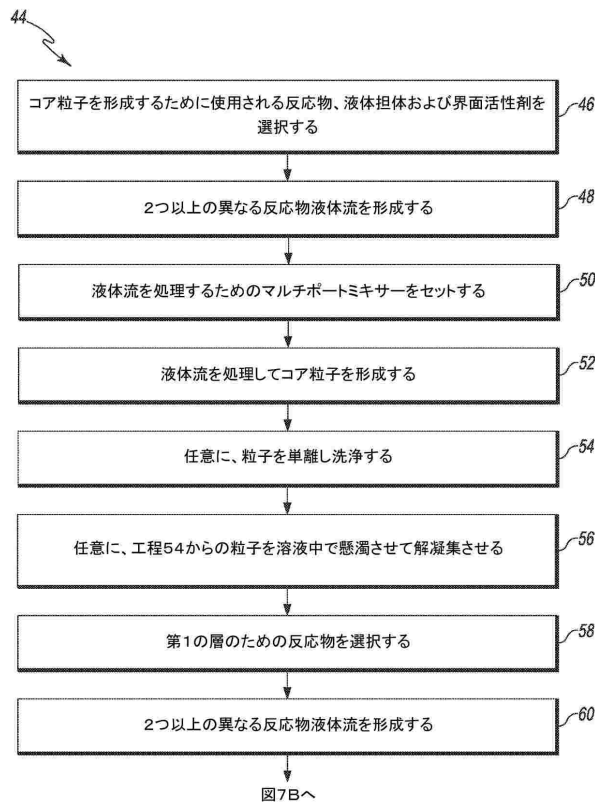 44
コア粒子を形成するために使用される反応物、液体担体および界面活性剤を
選択する
46
2つ以上の異なる反応物液体流を形成する
48
液体流を処理するためのマルチポートミキサーをセットする
50
液体流を処理してコア粒子を形成する
52
任意に、粒子を単離し洗浄する
54
任意に、工程54からの粒子を溶液中で懸濁させて解凝集させる
56
第1の層のための反応物を選択する
58
2つ以上の異なる反応物液体流を形成する
60
図7Bへ